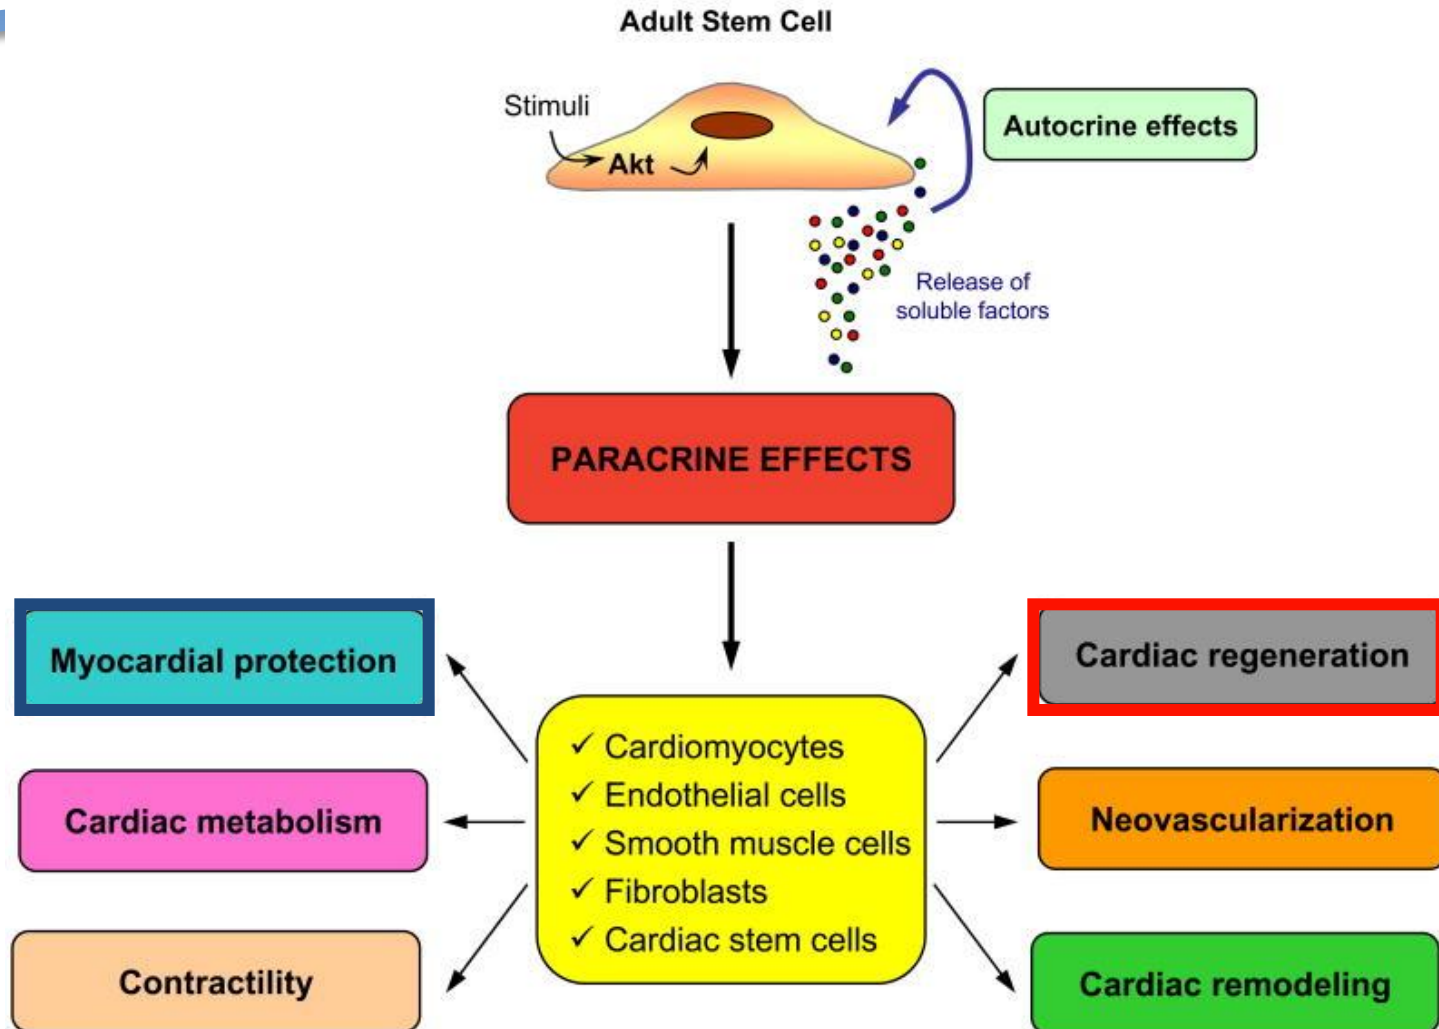 Adult Stem Cell
Stimuli
Akt
Autocrine effects
Release of
soluble factors
PARACRINE EFFECTS
Myocardial protection
Cardiac metabolism
Contractility
✓ Cardiomyocytes
✓ Endothelial cells
✓ Smooth muscle cells
✓ Fibroblasts
✓ Cardiac stem cells
Cardiac regeneration
Neovascularization
Cardiac remodeling